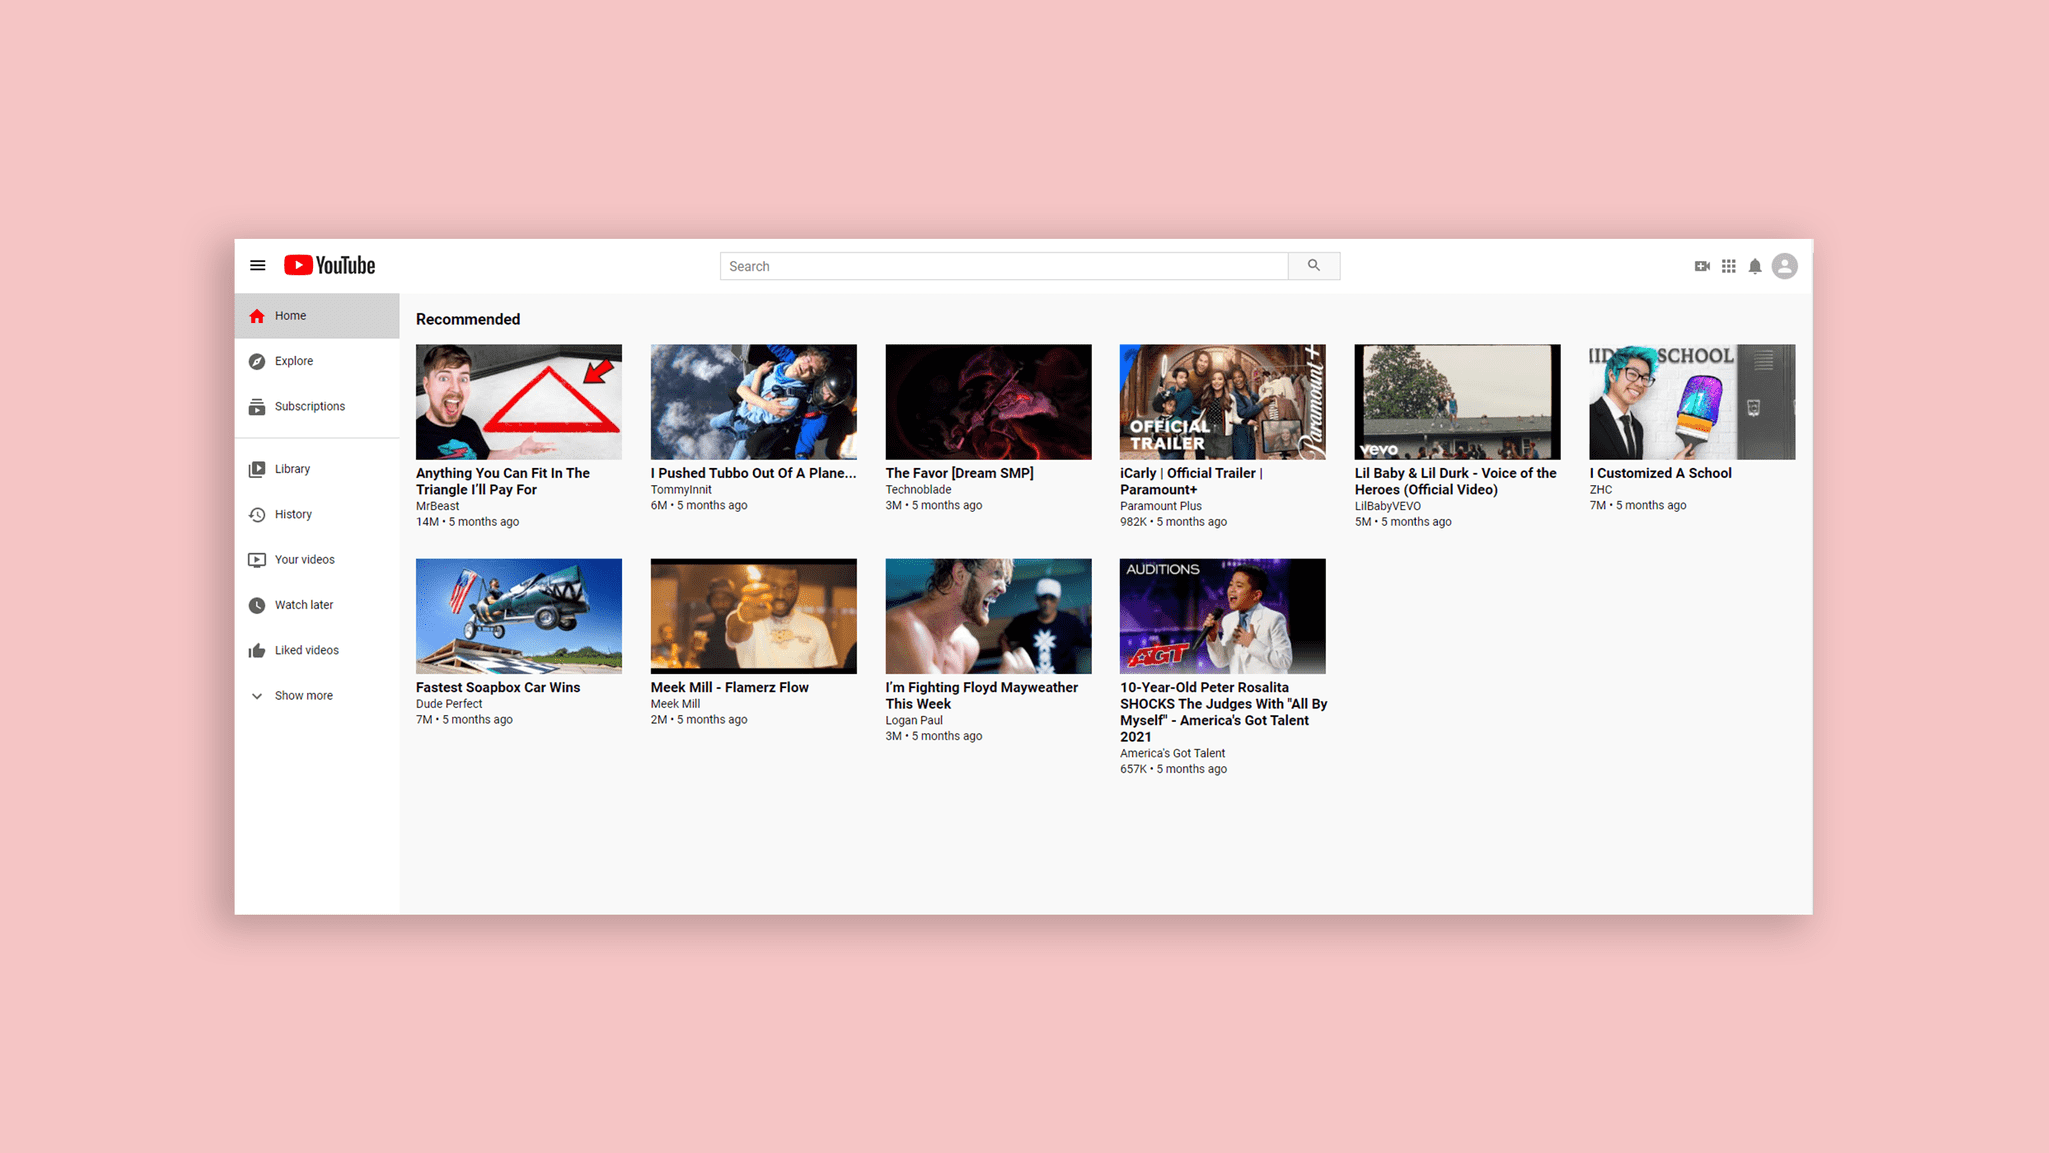 YouTube
Search
Home
Explore
Subscriptions
Library
History
Your videos
Watch later
Liked videos
Show more
Recommended
Anything You Can Fit In The
Triangle I’ll Pay For
MrBeast
14M • 5 months ago
I Pushed Tubbo Out Of A Plane...
TommyInnit
6M • 5 months ago
The Favor [Dream SMP]
Technoblade
3M • 5 months ago
OFFICIAL
TRAILER
Paramount+
iCarly | Official Trailer |
Paramount+
Paramount Plus
982K • 5 months ago
vevo
Lil Baby & Lil Durk - Voice of the
Heroes (Official Video)
LilBabyVEVO
5M • 5 months ago
SCHOOL
I Customized A School
ZHC
7M • 5 months ago
Fastest Soapbox Car Wins
Dude Perfect
7M • 5 months ago
Meek Mill - Flamerz Flow
Meek Mill
2M • 5 months ago
I’m Fighting Floyd Mayweather
This Week
Logan Paul
3M • 5 months ago
AUDITIONS
AGT
10-Year-Old Peter Rosalita
SHOCKS The Judges With "All By
Myself" - America's Got Talent
2021
America's Got Talent
657K • 5 months ago